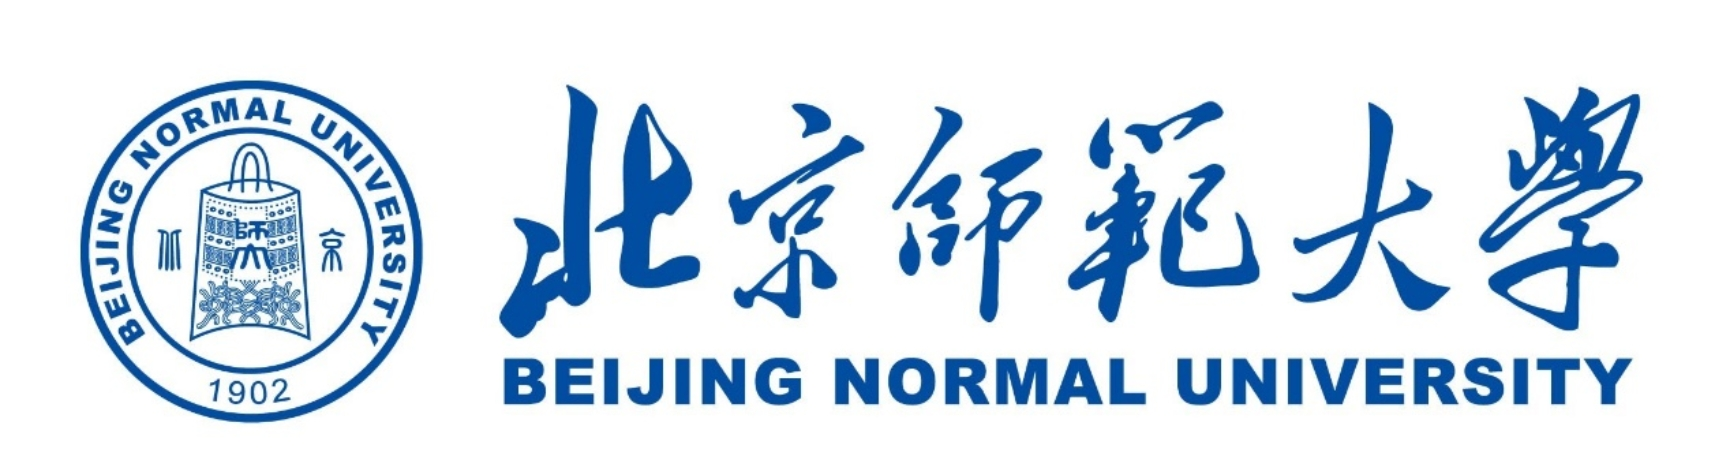 BEIJING NORMAL UNIVERSITY
北 師大 京
1902
北京師範大學
BEIJING NORMAL UNIVERSITY